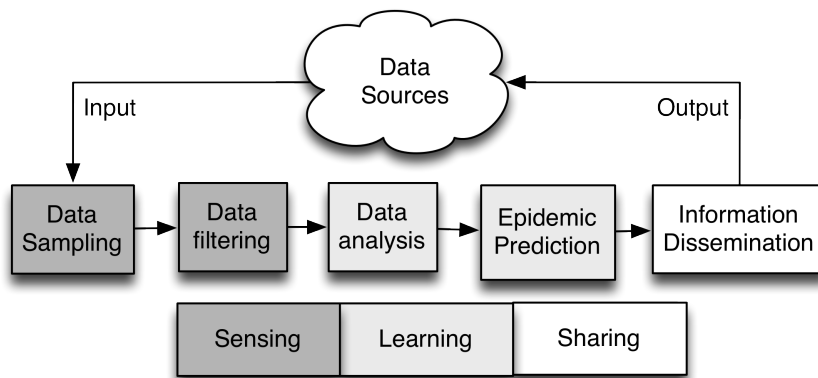 Data
Sources
Input
Output
Data
Sampling
Data
filtering
Data
analysis
Epidemic
Prediction
Information
Dissemination
Sensing
Learning
Sharing